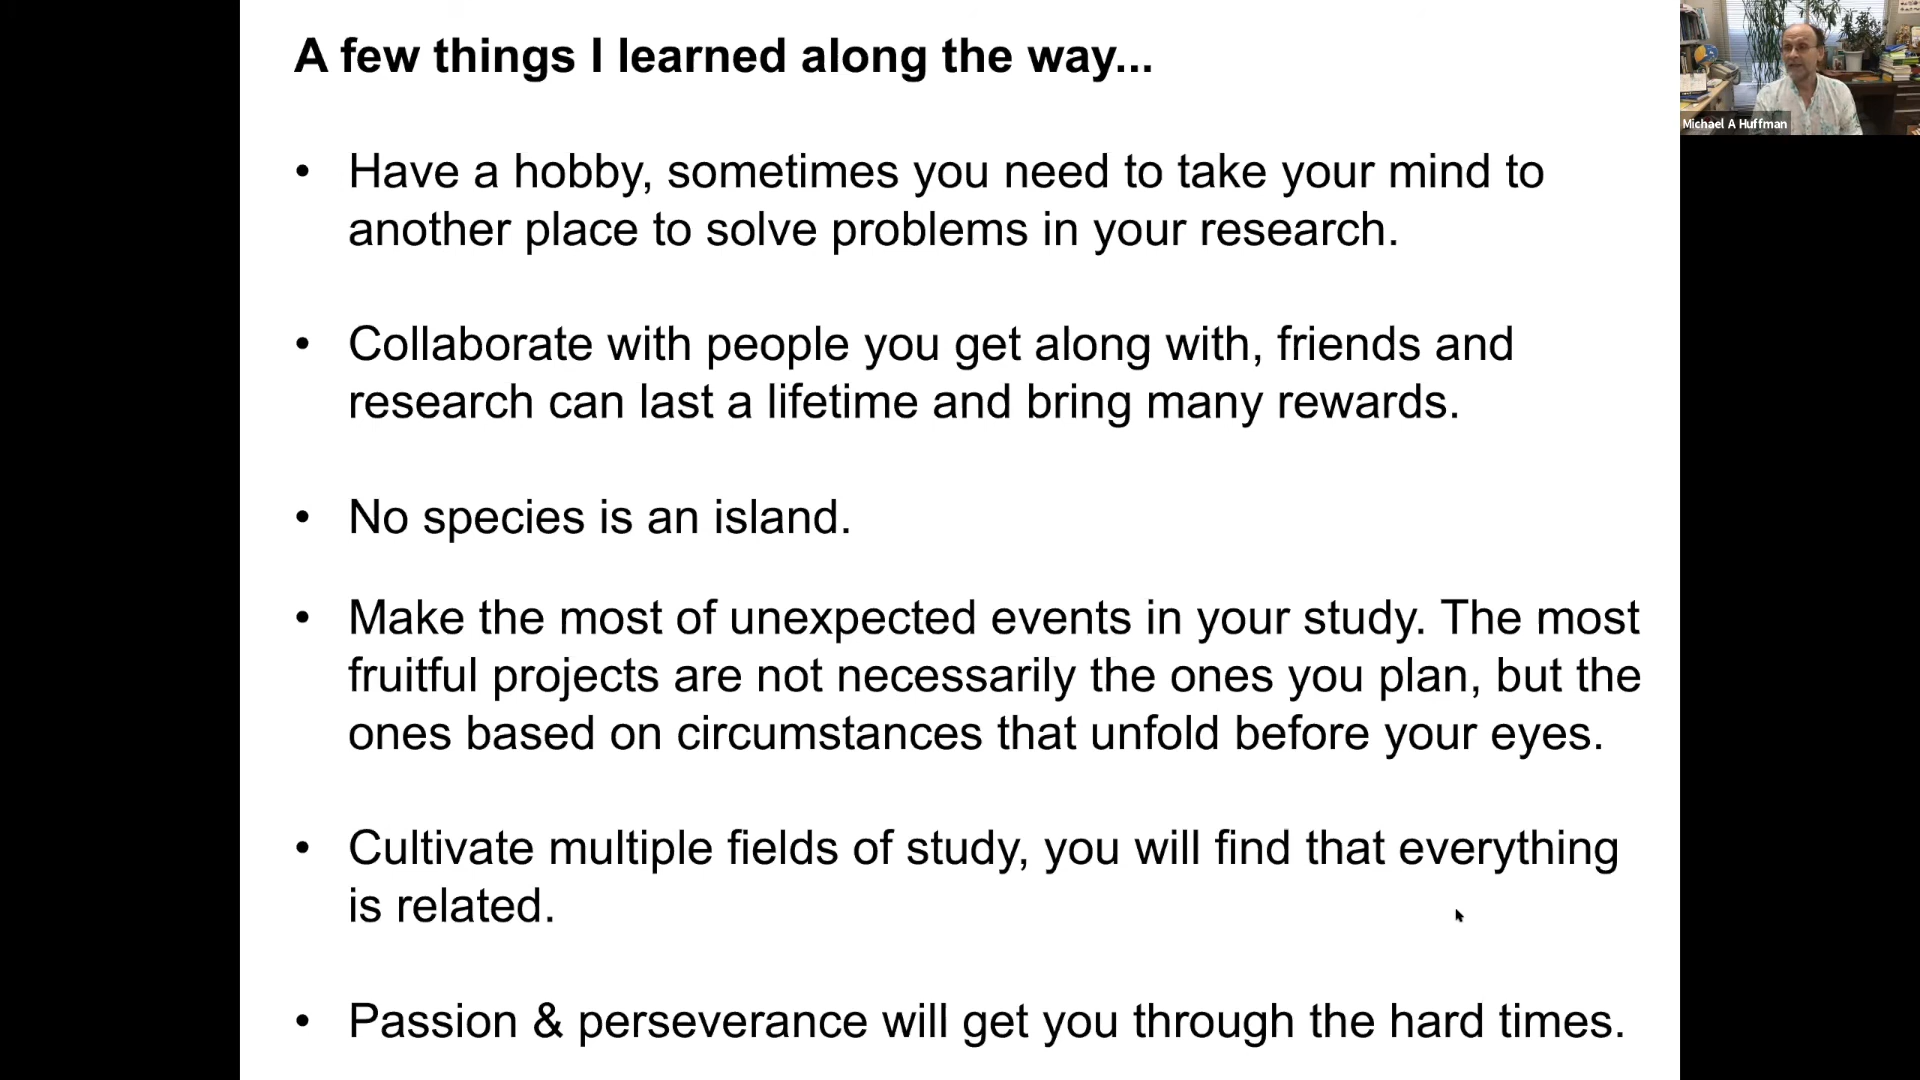 A few things I learned along the way...
• Have a hobby, sometimes you need to take your mind to
another place to solve problems in your research.
• Collaborate with people you get along with, friends and
research can last a lifetime and bring many rewards.
• No species is an island.
• Make the most of unexpected events in your study. The most
fruitful projects are not necessarily the ones you plan, but the
ones based on circumstances that unfold before your eyes.
• Cultivate multiple fields of study, you will find that everything
is related.
• Passion & perseverance will get you through the hard times.
Michael A Huffman